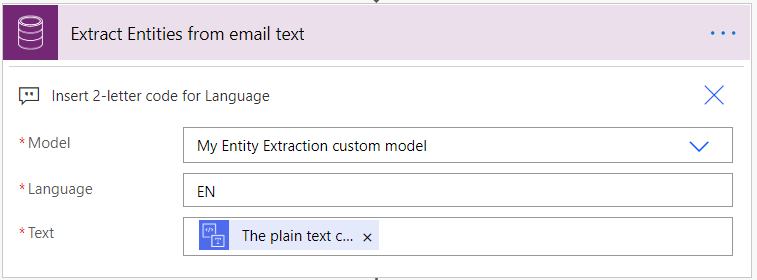 Extract Entities from email text
Insert 2-letter code for Language
* Model
My Entity Extraction custom model
* Language
EN
* Text
The plain text c... ×